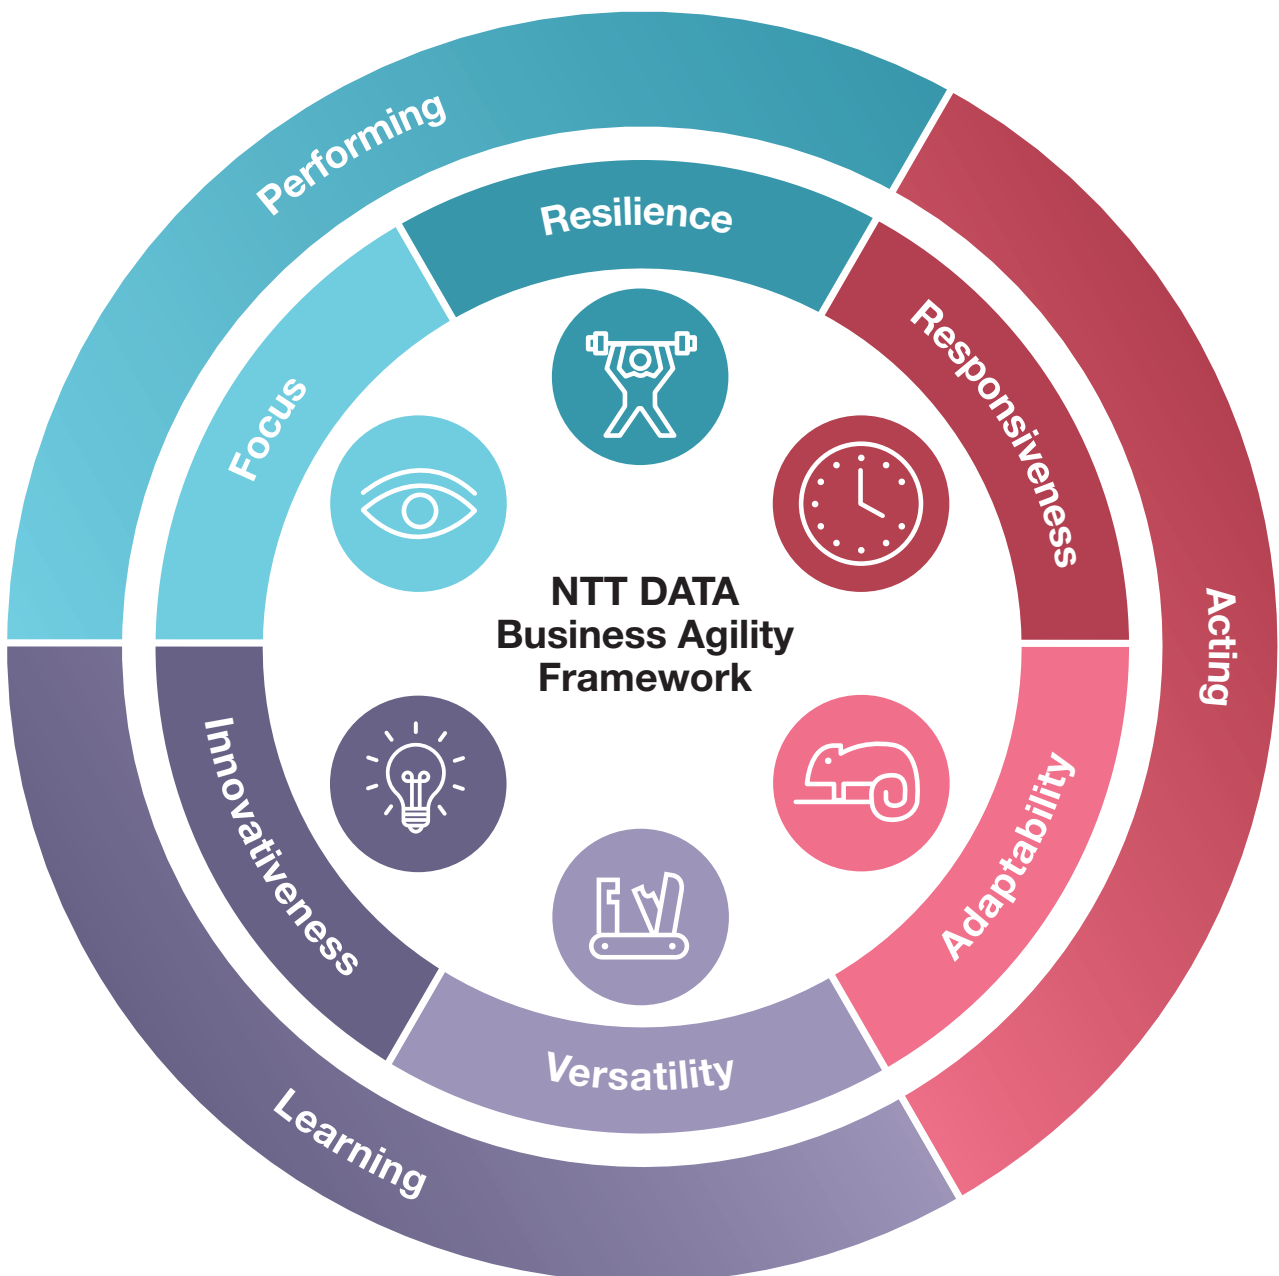 Performing
Resilience
Responsiveness
Focus
NTT DATA
Business Agility
Framework
Acting
Innovativeness
Adaptability
Versatility
Learning